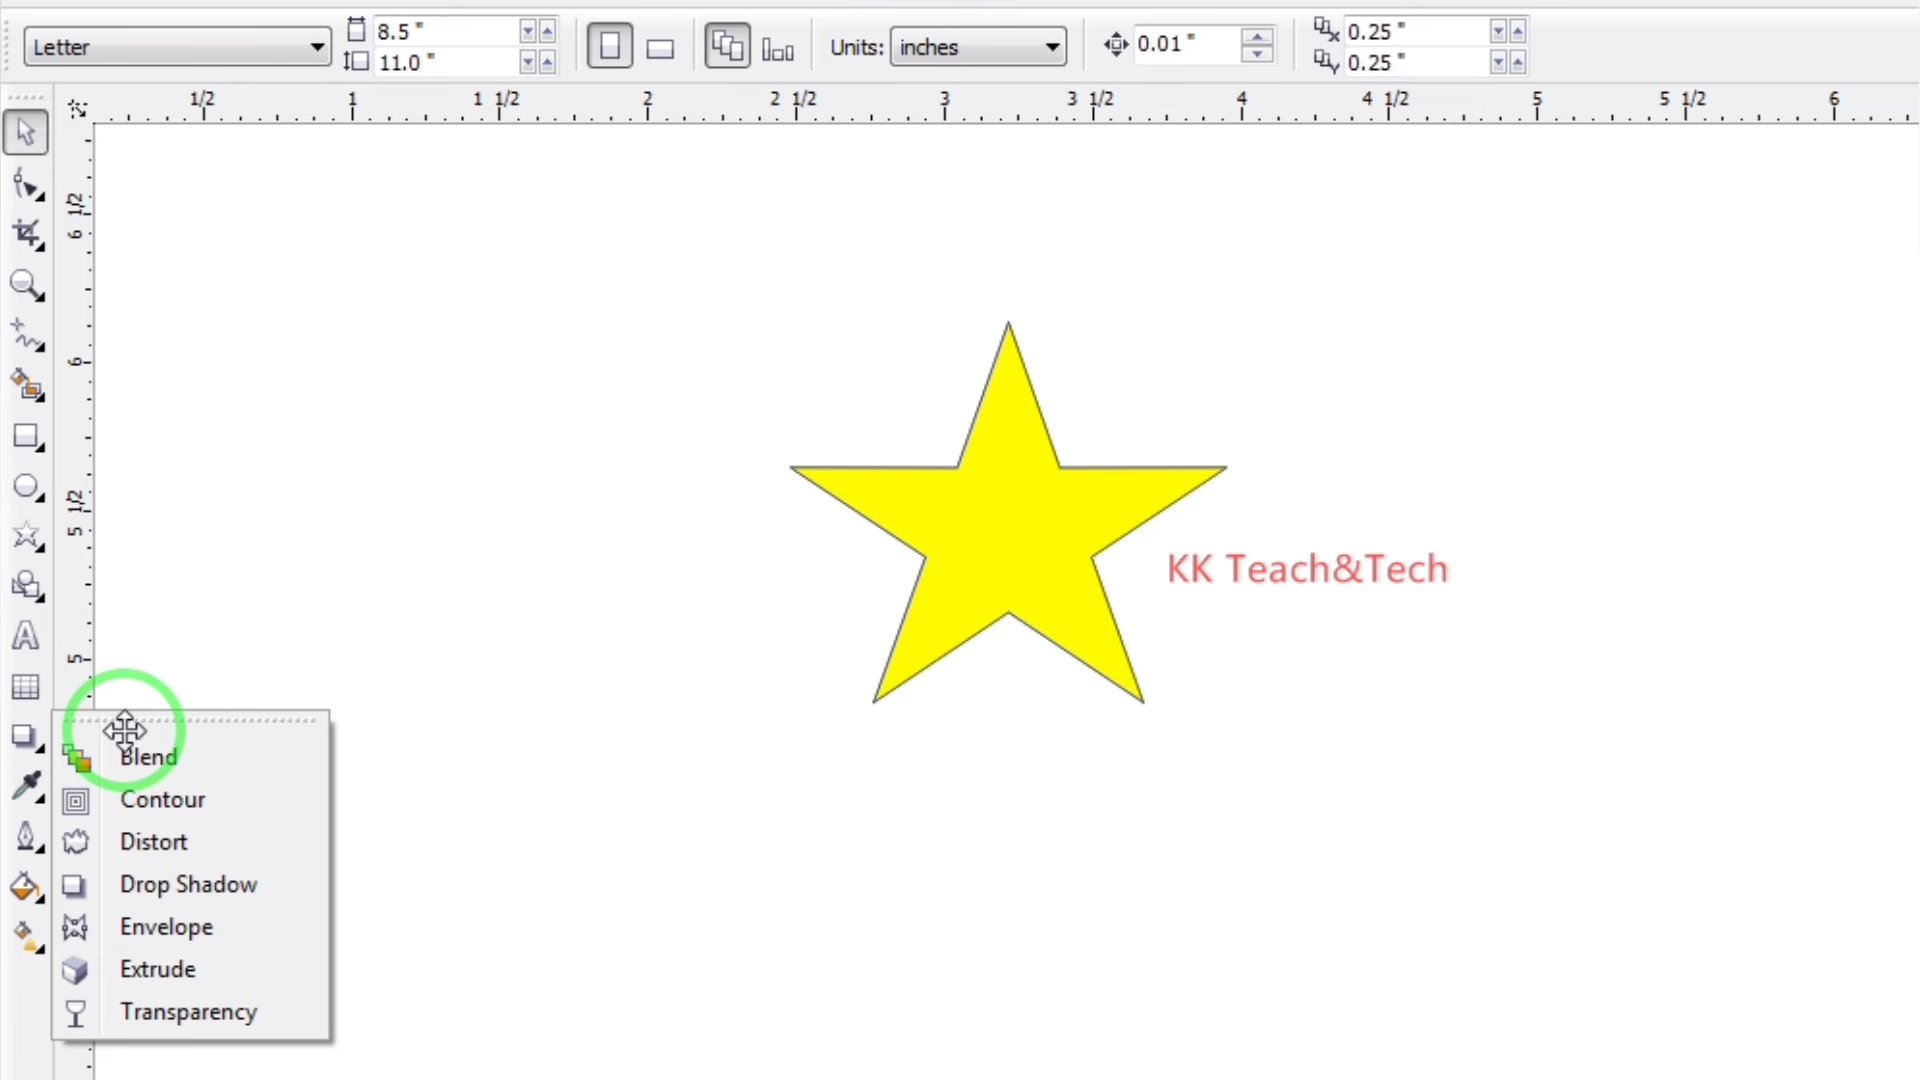 Letter
8.5 "
11.0 "
Units: inches
0.01 "
0.25 "
0.25 "
1/2 1 1 1/2 2 2 1/2 3 3 1/2 4 4 1/2 5 5 1/2 6
6 1/2
6
5 1/2
5
KK Teach&Tech
Blend
Contour
Distort
Drop Shadow
Envelope
Extrude
Transparency